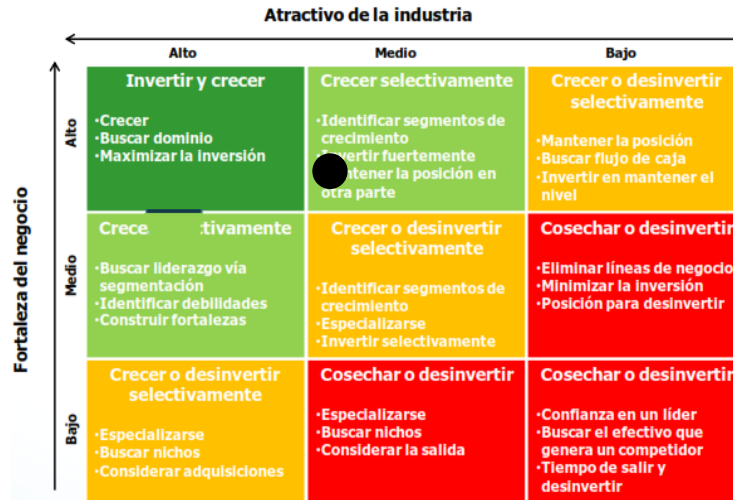 Atractivo de la industria
Alto
Medio
Bajo
Fortaleza del negocio
Alto
Invertir y crecer
•Crecer
•Buscar dominio
•Maximizar la inversión
Crecer selectivamente
•Identificar segmentos de
crecimiento
•Invertir fuertemente
la posición en
otra parte
Crecer o desinvertir
selectivamente
•Mantener la posición
•Buscar flujo de caja
•Invertir en mantener el
nivel
Medio
•Buscar liderazgo vía
segmentación
•Identificar debilidades
•Construir fortalezas
Crecer o desinvertir
selectivamente
•Identificar segmentos de
crecimiento
•Especializarse
•Invertir selectivamente
Cosechar o desinvertir
•Eliminar líneas de negocio
•Minimizar la inversión
•Posición para desinvertir
Bajo
Crecer o desinvertir
selectivamente
•Especializarse
•Buscar nichos
•Considerar adquisiciones
Cosechar o desinvertir
•Especializarse
•Buscar nichos
•Considerar la salida
Cosechar o desinvertir
•Confianza en un líder
•Buscar el efectivo que
genera un competidor
•Tiempo de salir y
desinvertir